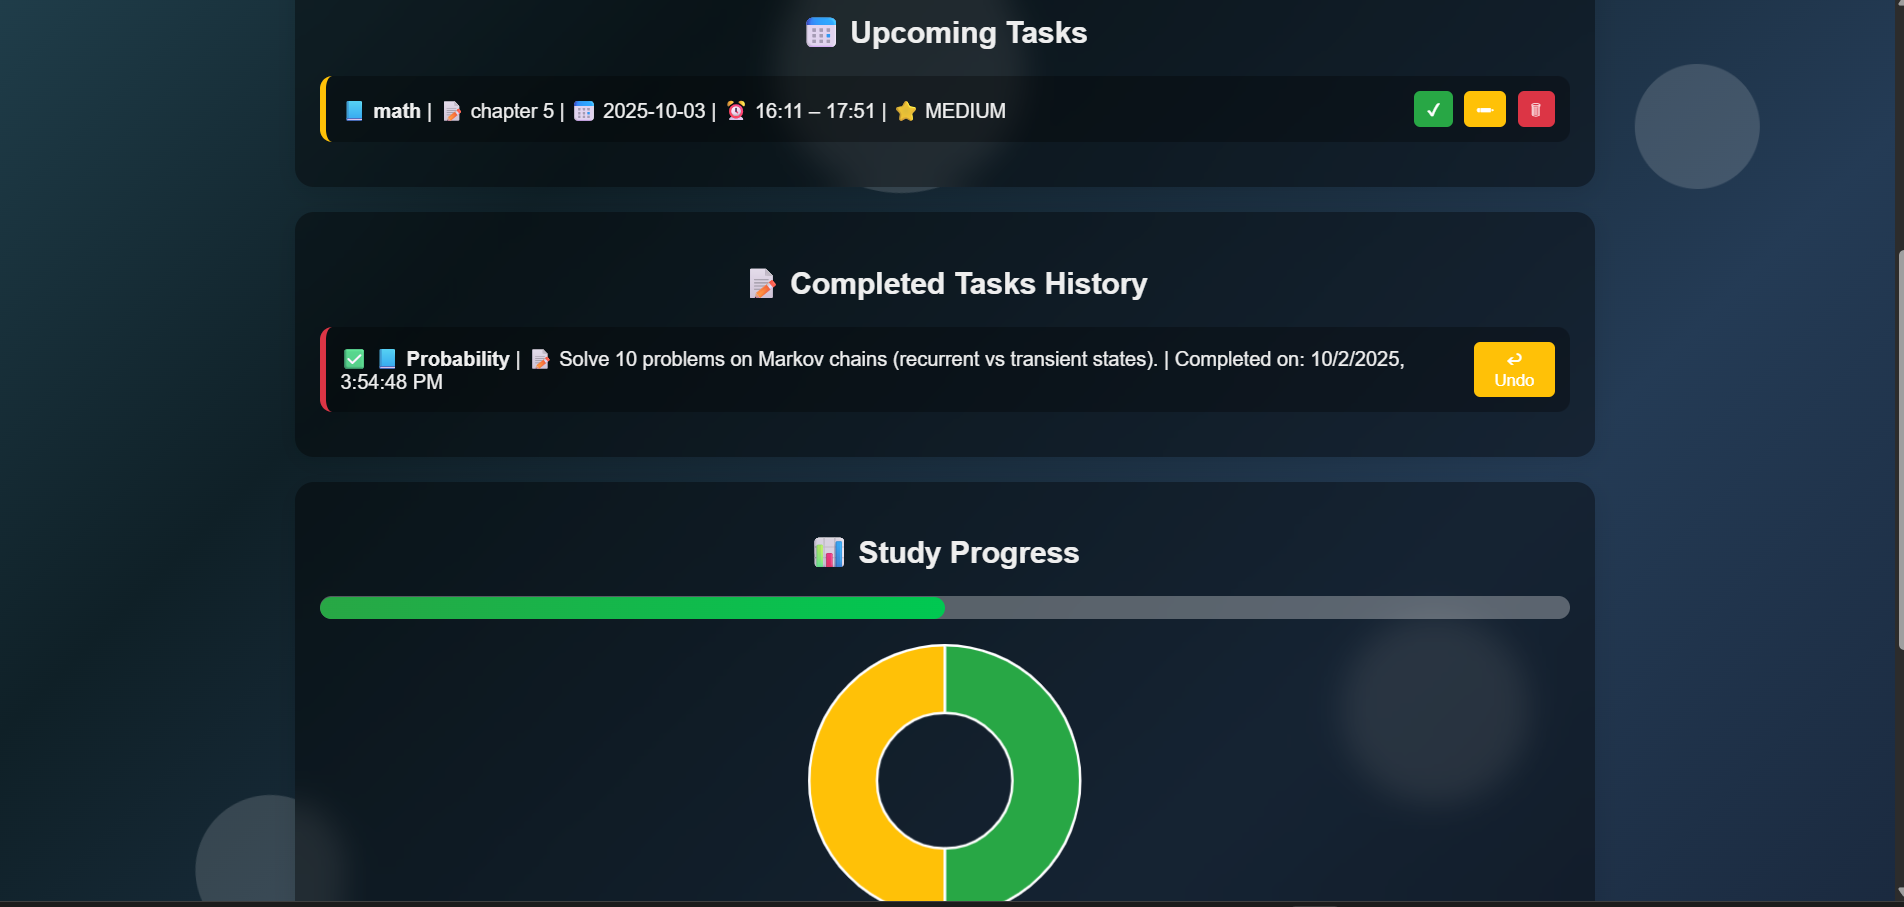 Upcoming Tasks
math | chapter 5 | 2025-10-03 | 16:11 – 17:51 | MEDIUM
Completed Tasks History
Probability | Solve 10 problems on Markov chains (recurrent vs transient states). | Completed on: 10/2/2025,
3:54:48 PM
Undo
Study Progress